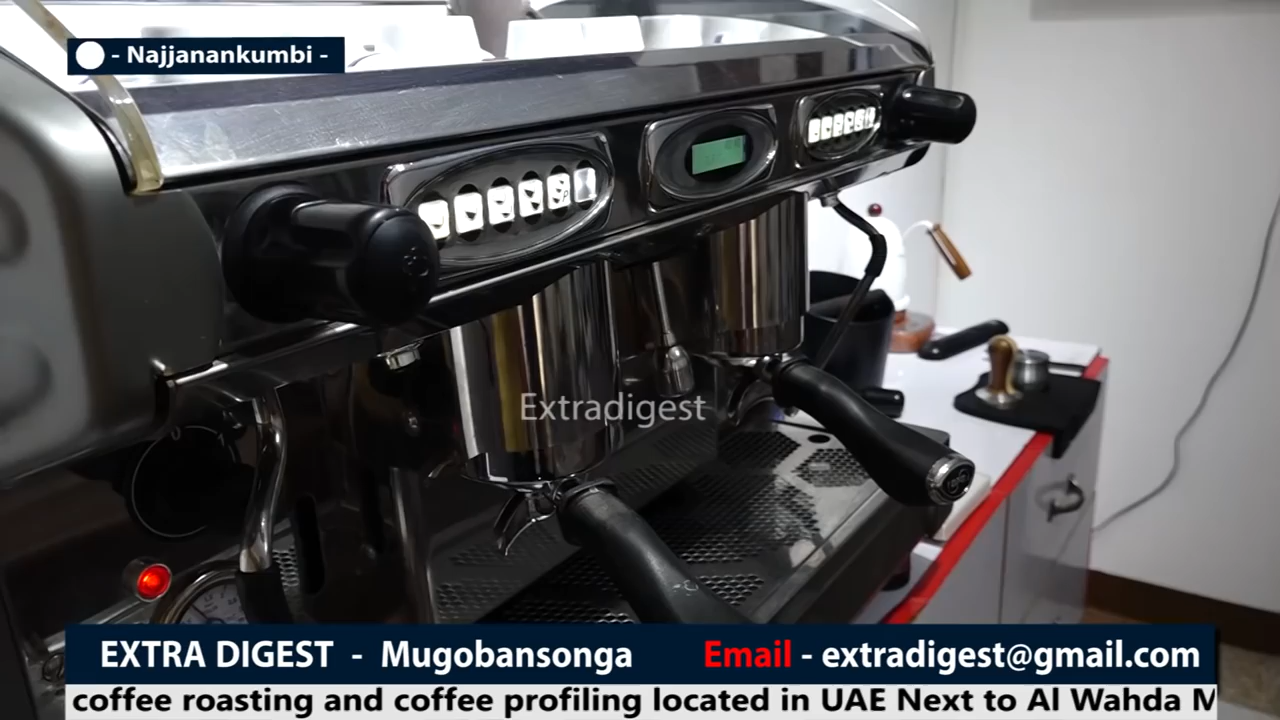 - Najjanankumbi -
Extradigest
EXTRA DIGEST - Mugobansonga Email - extradigest@gmail.com
coffee roasting and coffee profiling located in UAE Next to Al Wahda M